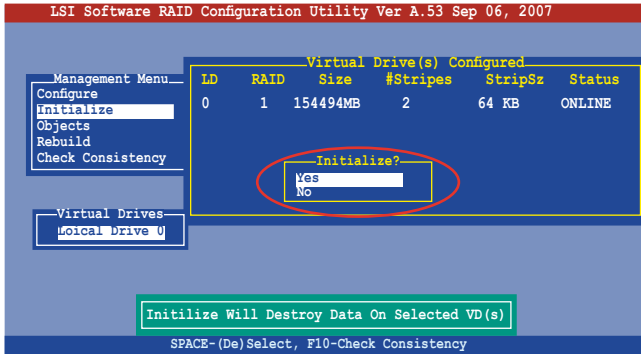 LSI Software RAID Configuration Utility Ver A.53 Sep 06, 2007
Virtual Drive(s) Configured
LD RAID Size #Stripes StripSz Status
0 1 154494MB 2 64 KB ONLINE
Management Menu
Configure
Initialize
Objects
Rebuild
Check Consistency
Initialize?
Yes
No
Virtual Drives
Loical Drive 0
Initilize Will Destroy Data On Selected VD(s)
SPACE-(De)Select, F10-Check Consistency